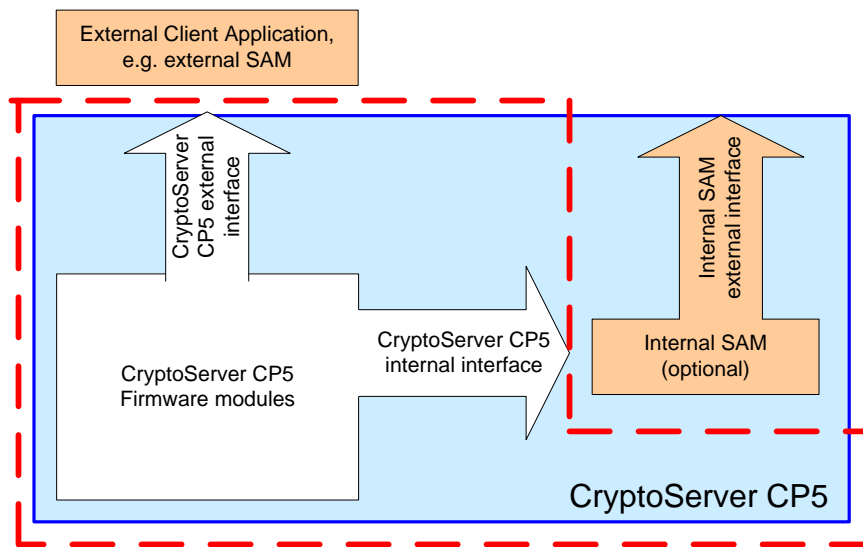 External Client Application,
e.g. external SAM
CryptoServer
CP5 external
interface
Internal SAM
external interface
CryptoServer CP5
internal interface
Internal SAM
(optional)
CryptoServer CP5
Firmware modules
CryptoServer CP5